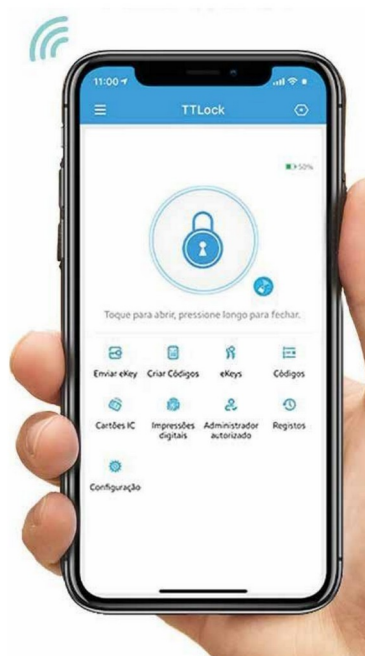 11:00
TTLock
50%
Toque para abrir, pressione longo para fechar.
Enviar eKey Criar Códigos eKeys Códigos
Cartões IC Impressões digitais Administrador autorizado Registos
Configuração